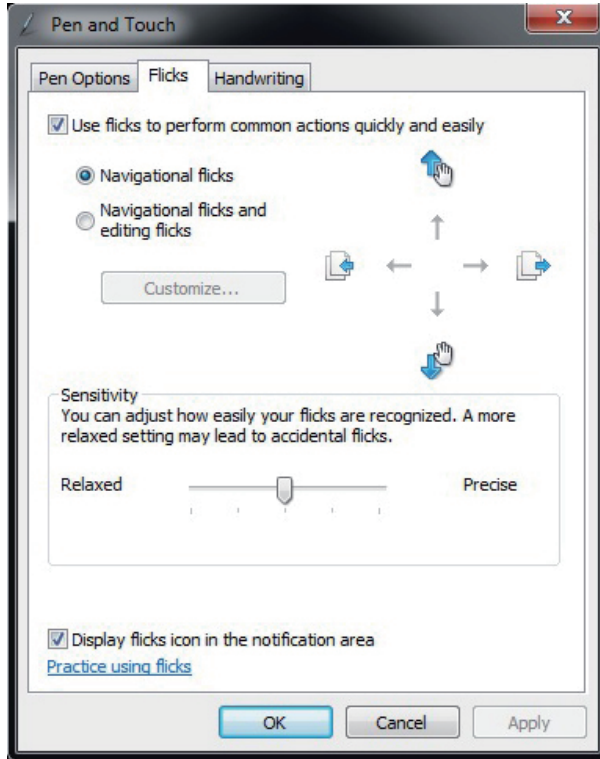 Pen and Touch
Pen Options Flicks Handwriting
Use flicks to perform common actions quickly and easily
Navigational flicks
Navigational flicks and
editing flicks
Customize...
Sensitivity
You can adjust how easily your flicks are recognized. A more
relaxed setting may lead to accidental flicks.
Relaxed Precise
Display flicks icon in the notification area
Practice using flicks
OK Cancel Apply